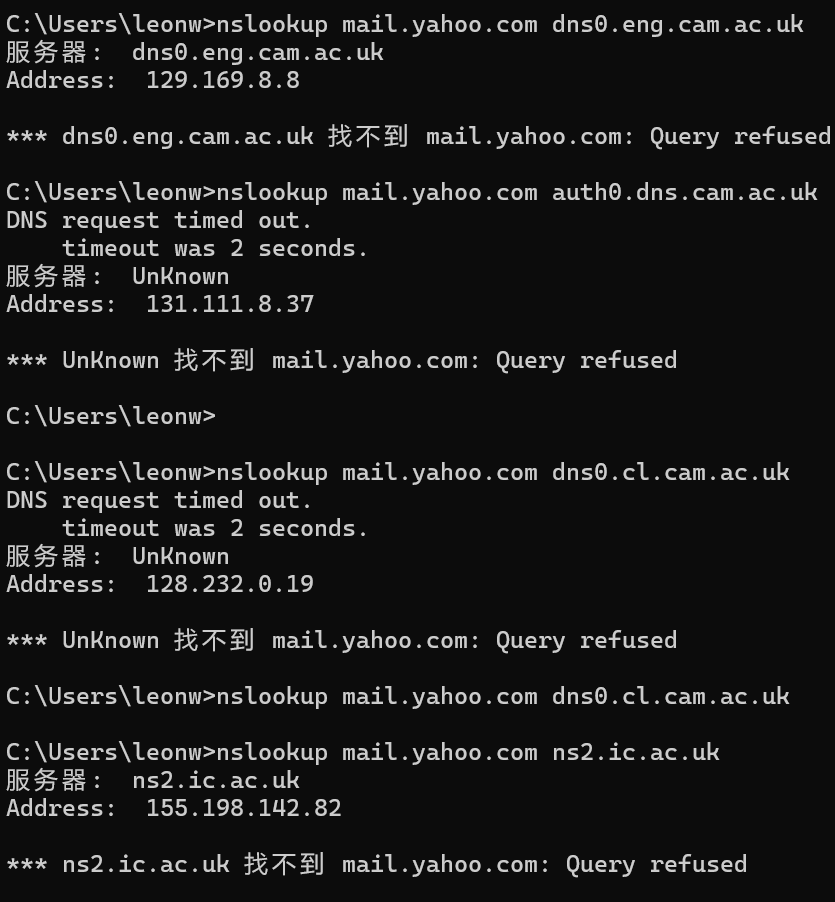 C:\Users\leonw>nslookup mail.yahoo.com dns0.eng.cam.ac.uk
服务器:  dns0.eng.cam.ac.uk
Address:  129.169.8.8
*** dns0.eng.cam.ac.uk 找不到 mail.yahoo.com: Query refused
C:\Users\leonw>nslookup mail.yahoo.com auth0.dns.cam.ac.uk
DNS request timed out.
    timeout was 2 seconds.
服务器:  UnKnown
Address:  131.111.8.37
*** UnKnown 找不到 mail.yahoo.com: Query refused
C:\Users\leonw>
C:\Users\leonw>nslookup mail.yahoo.com dns0.cl.cam.ac.uk
DNS request timed out.
    timeout was 2 seconds.
服务器:  UnKnown
Address:  128.232.0.19
*** UnKnown 找不到 mail.yahoo.com: Query refused
C:\Users\leonw>nslookup mail.yahoo.com dns0.cl.cam.ac.uk
C:\Users\leonw>nslookup mail.yahoo.com ns2.ic.ac.uk
服务器:  ns2.ic.ac.uk
Address:  155.198.142.82
*** ns2.ic.ac.uk 找不到 mail.yahoo.com: Query refused